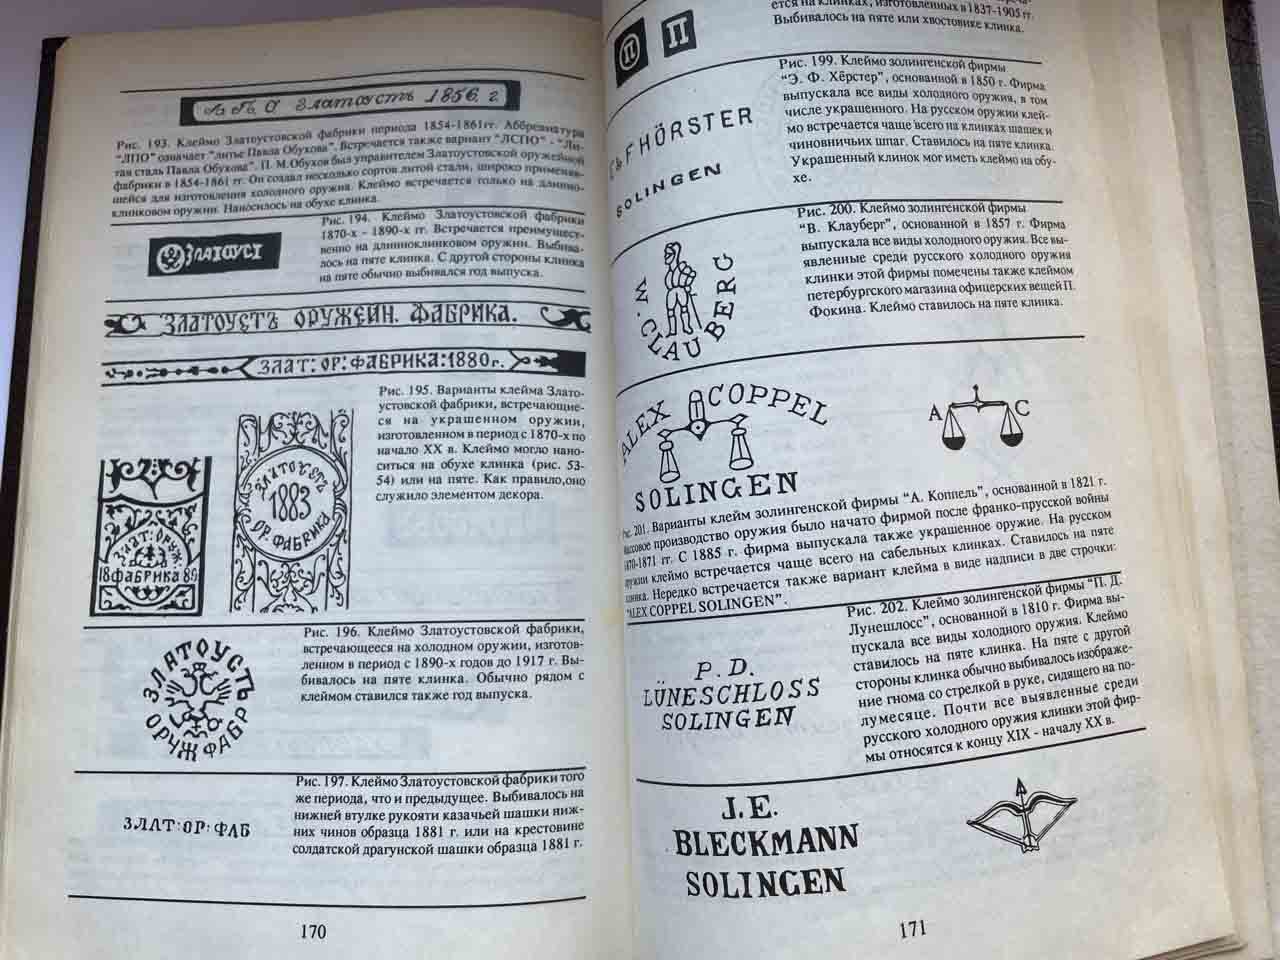 Л П О Златоустъ 1856. г.
Рис. 193. Клеймо Златоустовской фабрики периода 1854-1861гг. Аббревиатура
"ЛПО" означает "литье Павла Обухова". Встречается также вариант "ЛСПО" - "Ли-
тая сталь Павла Обухова". П. М.Обухов был управителем Златоустовской оружейной
фабрики в 1854-1861 гг. Он создал несколько сортов литой стали, широко применяв-
шейся для изготовления холодного оружия. Клеймо встречается только на длинно-
клинковом оружии. Наносилось на обухе клинка.
ЗЛАТОУСТ
Рис. 194. Клеймо Златоустовской фабрики
1870-х - 1890-х гг. Встречается преимущест-
венно на длинноклинковом оружии. Выбива-
лось на пяте клинка. С другой стороны клинка
на пяте обычно выбивался год выпуска.
ЗЛАТОУСТЪ ОРУЖЕЙН. ФАБРИКА.
ЗЛАТ: ОР: ФАБРИКА: 1880 г.
Рис. 195. Варианты клейма Злато-
устовской фабрики, встречающие-
ся на украшенном оружии,
изготовленном в период с 1870-х по
начало XX в. Клеймо могло нано-
ситься на обухе клинка (рис. 53-
54) или на пяте. Как правило,оно
служило элементом декора.
ЗЛАТ: ОРУЖ:
18 ФАБРИКА 89
ЗЛАТОУСТЪ
1883
ОР. ФАБРИКА
Рис. 196. Клеймо Златоустовской фабрики,
встречающееся на холодном оружии, изготов-
ленном в период с 1890-х годов до 1917 г. Вы-
бивалось на пяте клинка. Обычно рядом с
клеймом ставился также год выпуска.
ЗЛАТОУСТЪ
ОРУЖ ФАБР
Рис. 197. Клеймо Златоустовской фабрики того
же периода, что и предыдущее. Выбивалось на
нижней втулке рукояти казачьей шашки ниж-
них чинов образца 1881 г. или на крестовине
солдатской драгунской шашки образца 1881 г.
ЗЛАТ: ОР: ФАБ
170
ется на клинках, изготовленных в 1837-1905 гг.
Выбивалось на пяте или хвостовике клинка.
П П
Рис. 199. Клеймо золингенской фирмы
"Э. Ф. Хёрстер", основанной в 1850 г. Фирма
выпускала все виды холодного оружия, в том
числе украшенного. На русском оружии клей-
мо встречается чаще всего на клинках шашек и
чиновничьих шпаг. Ставилось на пяте клинка.
Украшенный клинок мог иметь клеймо на обу-
хе.
FHÖRSTER
SOLINGEN
Рис. 200. Клеймо золингенской фирмы
"В. Клауберг", основанной в 1857 г. Фирма
выпускала все виды холодного оружия. Все вы-
явленные среди русского холодного оружия
клинки этой фирмы помечены также клеймом
петербургского магазина офицерских вещей П.
Фокина. Клеймо ставилось на пяте клинка.
W. CLAUBERG
ALEX COPPEL
SOLINGEN
A C
Рис. 201. Варианты клейм золингенской фирмы "А. Коппель", основанной в 1821 г.
Массовое производство оружия было начато фирмой после франко-прусской войны
1870-1871 гг. С 1885 г. фирма выпускала также украшенное оружие. На русском
оружии клеймо встречается чаще всего на сабельных клинках. Ставилось на пяте
клинка. Нередко встречается также вариант клейма в виде надписи в две строчки:
"ALEX COPPEL SOLINGEN".
Рис. 202. Клеймо золингенской фирмы "П. Д.
Лунешлосс", основанной в 1810 г. Фирма вы-
пускала все виды холодного оружия. Клеймо
ставилось на пяте клинка. На пяте с другой
стороны клинка обычно выбивалось изображе-
ние гнома со стрелкой в руке, сидящего на по-
лумесяце. Почти все выявленные среди
русского холодного оружия клинки этой фир-
мы относятся к концу XIX - началу XX в.
P. D.
LÜNESCHLOSS
SOLINGEN
J. E.
BLECKMANN
SOLINGEN
171